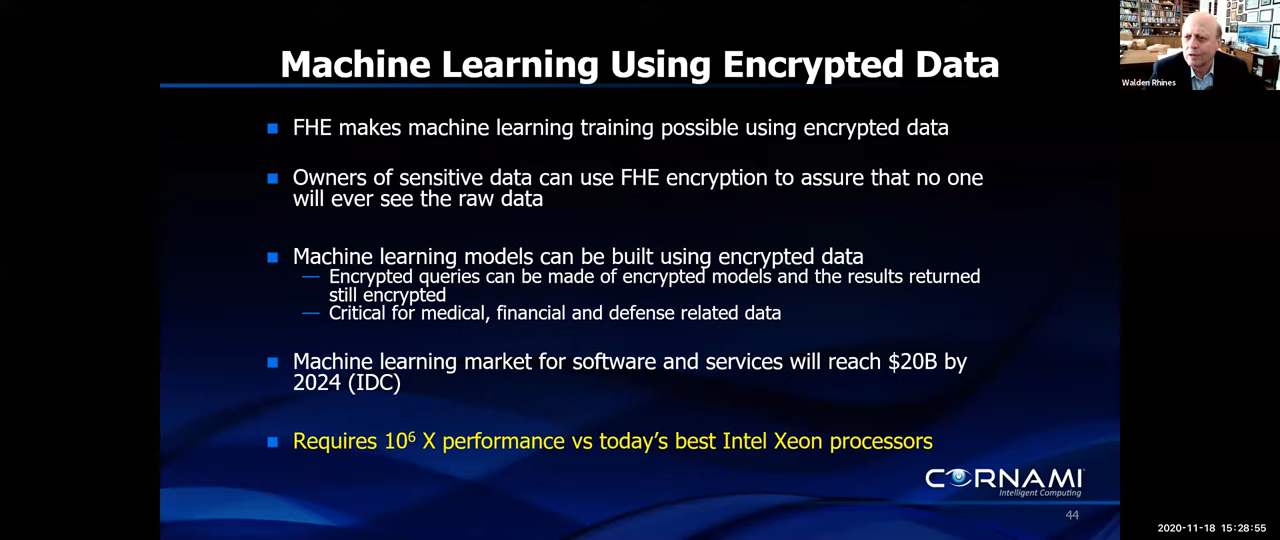 Machine Learning Using Encrypted Data
Walden Rhines
FHE makes machine learning training possible using encrypted data
Owners of sensitive data can use FHE encryption to assure that no one
will ever see the raw data
Machine learning models can be built using encrypted data
— Encrypted queries can be made of encrypted models and the results returned
still encrypted
— Critical for medical, financial and defense related data
Machine learning market for software and services will reach $20B by
2024 (IDC)
Requires 10⁶ X performance vs today’s best Intel Xeon processors
CORNAMI
Intelligent Computing
44
2020-11-18 15:28:55